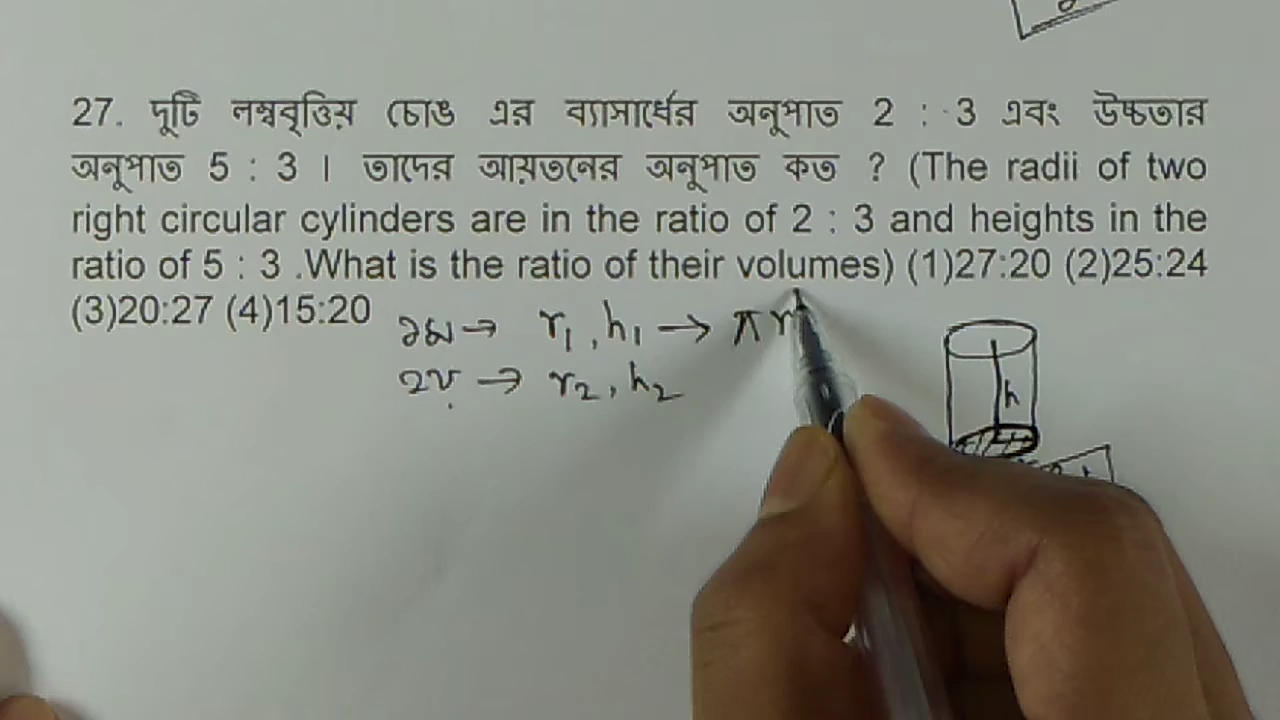 27. দুটি লম্ববৃত্তিয় চোঙ এর ব্যাসার্ধের অনুপাত 2 : 3 এবং উচ্চতার
অনুপাত 5 : 3 । তাদের আয়তনের অনুপাত কত ? (The radii of two
right circular cylinders are in the ratio of 2 : 3 and heights in the
ratio of 5 : 3 .What is the ratio of their volumes) (1)27:20 (2)25:24
(3)20:27 (4)15:20
১ম → r₁, h₁ → π r
২য় → r₂, h₂
h